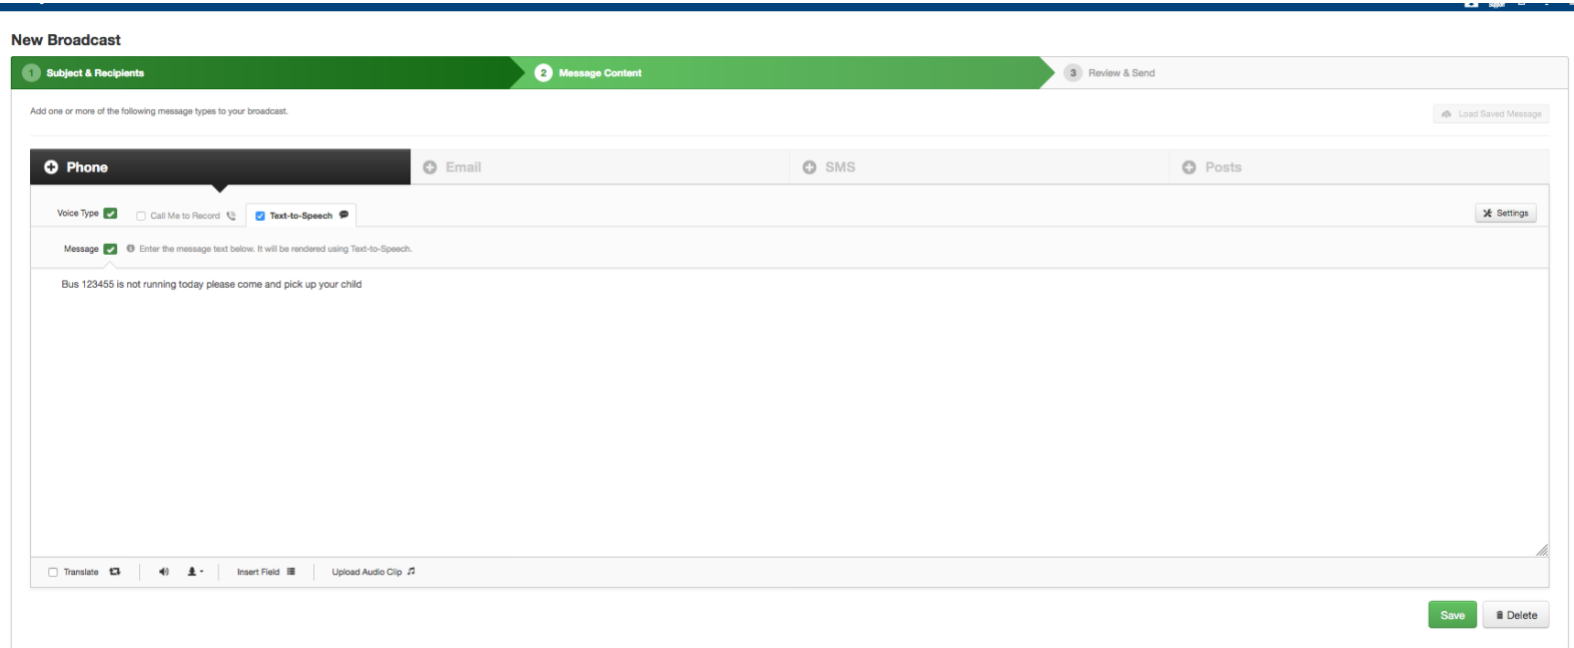 New Broadcast
1 Subject & Recipients 2 Message Content 3 Review & Send
Add one or more of the following message types to your broadcast. Load Saved Message
Phone Email SMS Posts
Voice Type Call Me to Record Text-to-Speech Settings
Message Enter the message text below. It will be rendered using Text-to-Speech.
Bus 123455 is not running today please come and pick up your child
Translate Insert Field Upload Audio Clip
Save Delete